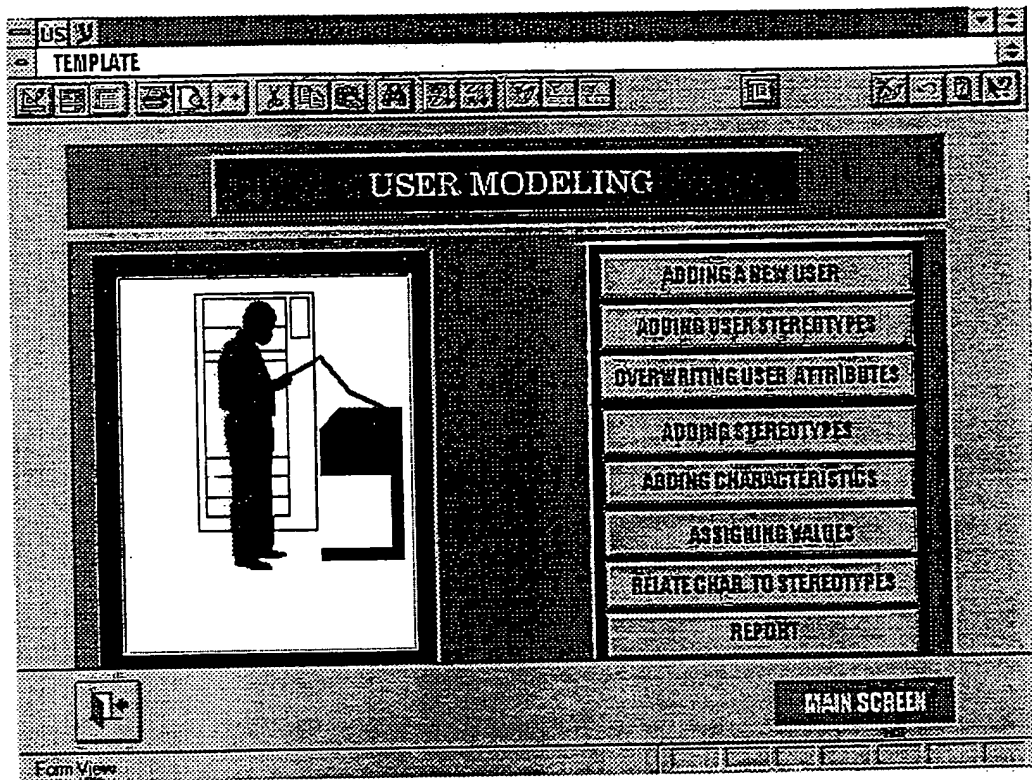 US
TEMPLATE
USER MODELING
ADDING A NEW USER
ADDING USER STEREOTYPES
OVERWRITING USER ATTRIBUTES
ADDING STEREOTYPES
ADDING CHARACTERISTICS
ASSIGNING VALUES
RELATE CHAR. TO STEREOTYPES
REPORT
MAIN SCREEN
Form View